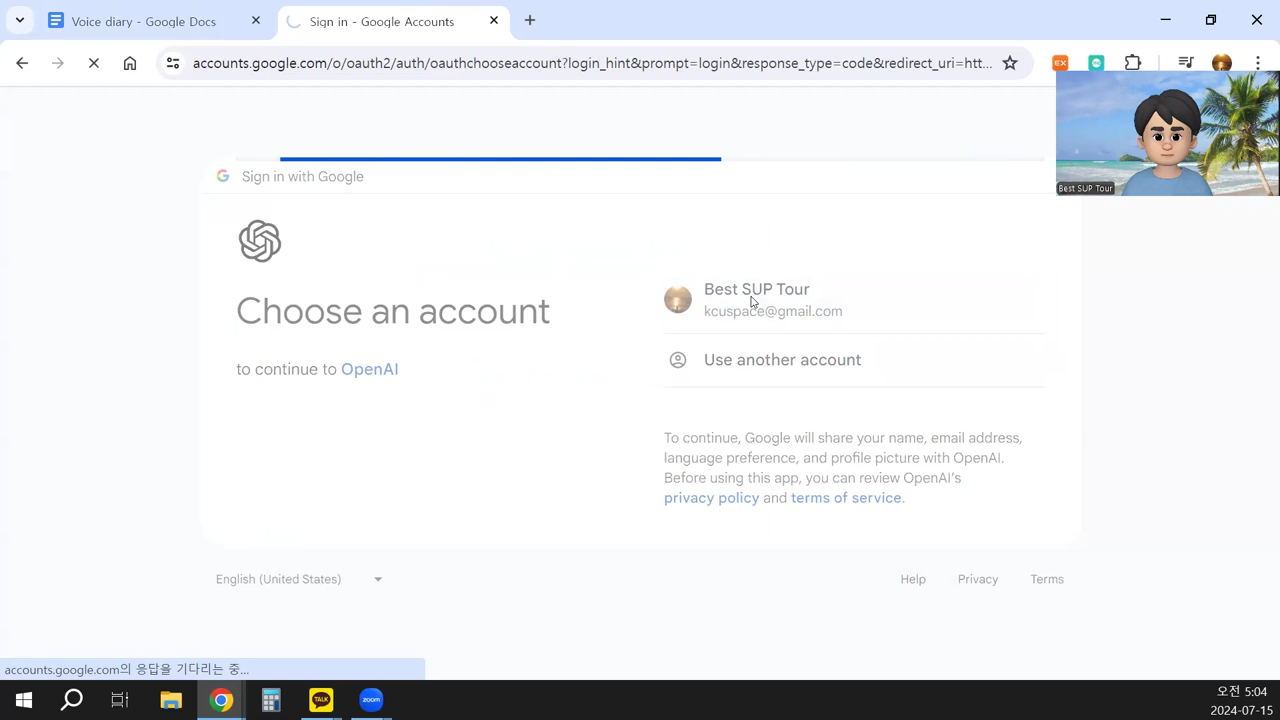 Voice diary - Google Docs
Sign in - Google Accounts
accounts.google.com/o/oauth2/auth/oauthchooseaccount?login_hint&prompt=login&response_type=code&redirect_uri=htt...
EX
Best SUP Tour
Sign in with Google
Choose an account
to continue to OpenAI
Best SUP Tour
kcuspace@gmail.com
Use another account
To continue, Google will share your name, email address,
language preference, and profile picture with OpenAI.
Before using this app, you can review OpenAI's
privacy policy and terms of service.
English (United States)
Help
Privacy
Terms
accounts.google.com의 응답을 기다리는 중...
TALK
zoom
오전 5:04
2024-07-15